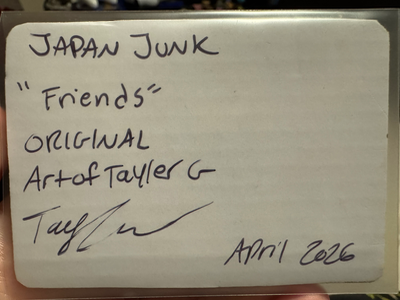 JAPAN JUNK
"Friends"
ORIGINAL
Art of Tayler G
April 2026